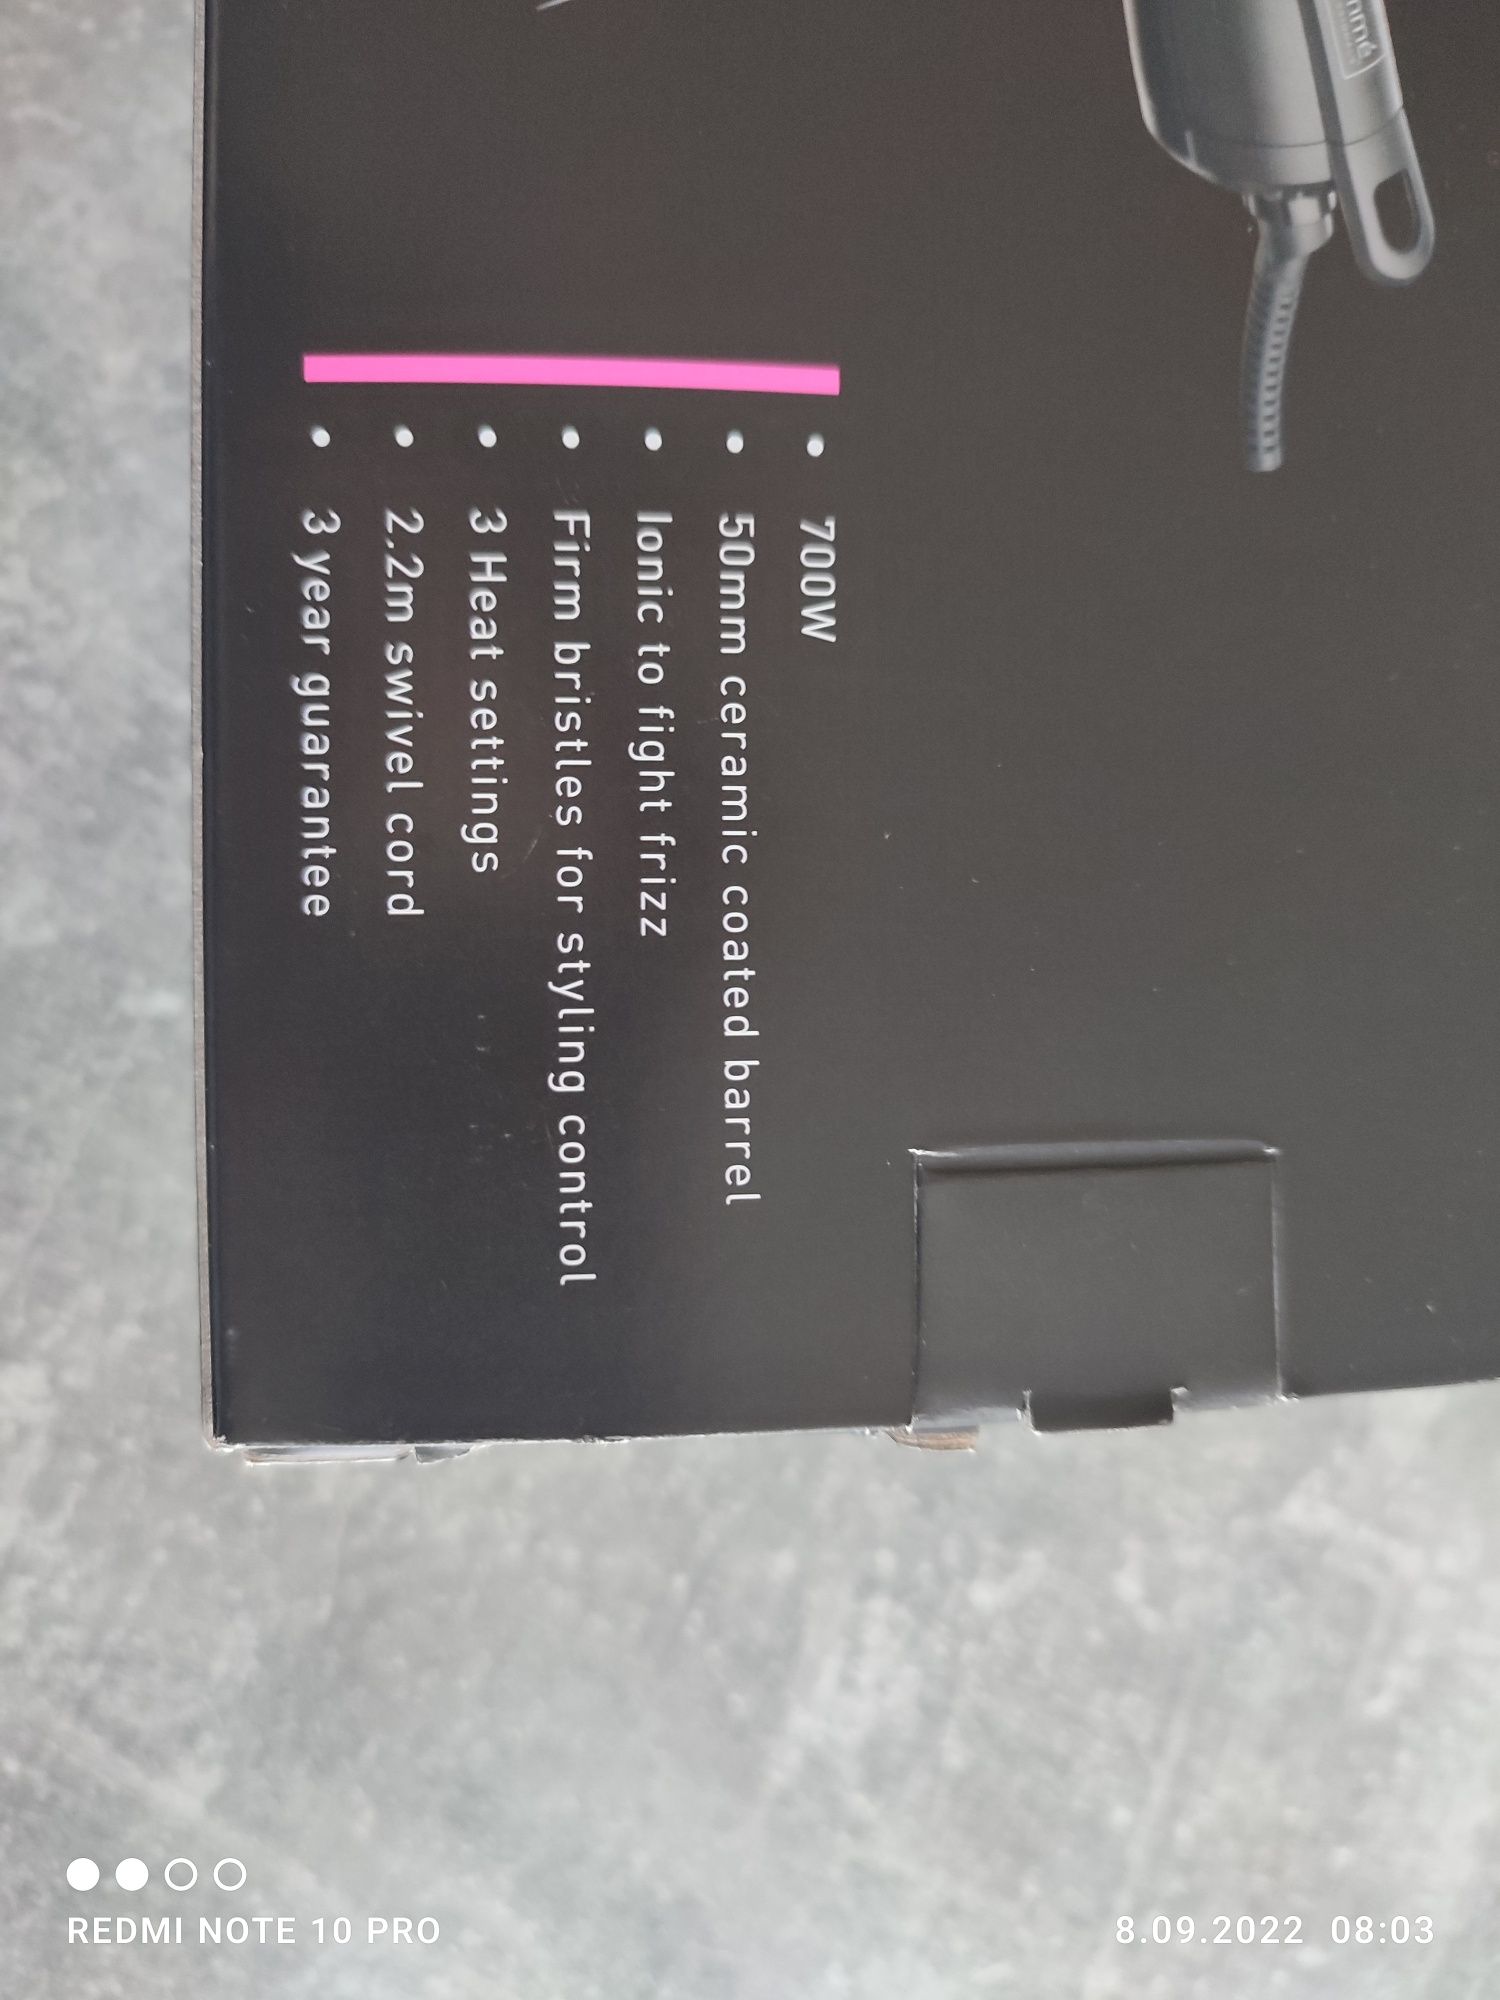 • 700W
• 50mm ceramic coated barrel
• Ionic to fight frizz
• Firm bristles for styling control
• 3 Heat settings
• 2.2m swivel cord
• 3 year guarantee
REDMI NOTE 10 PRO
8.09.2022 08:03